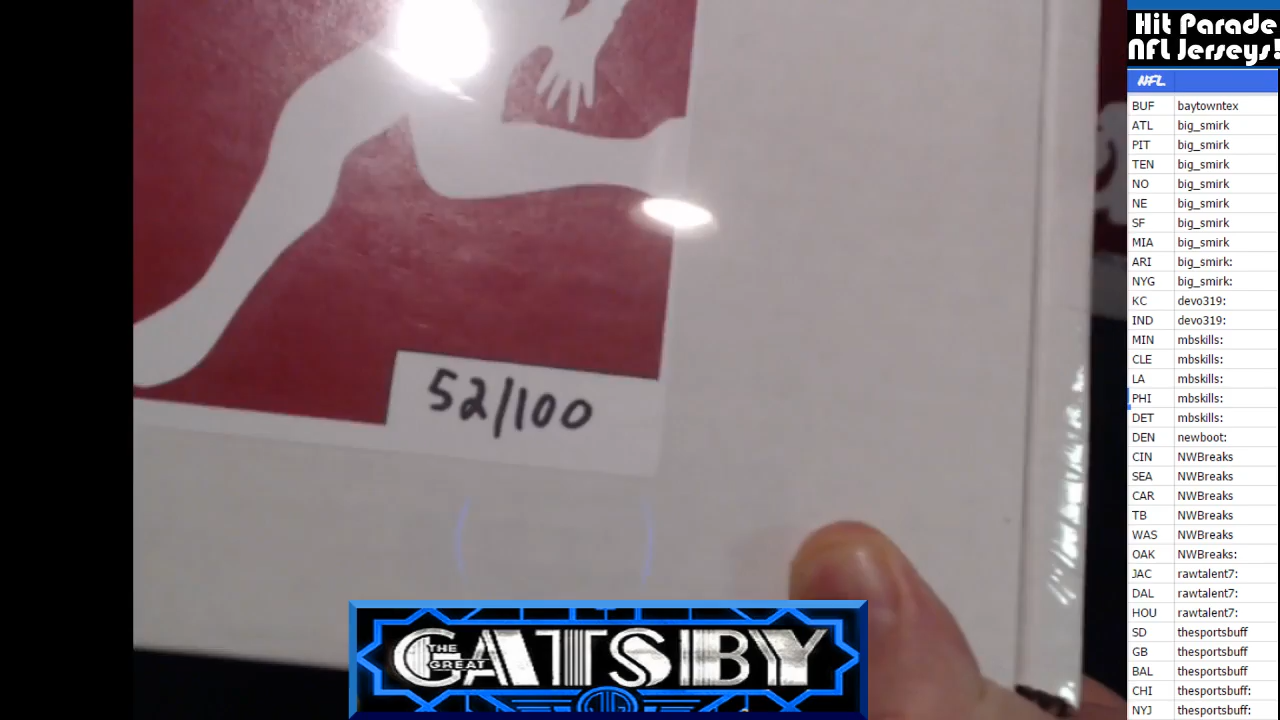 Hit Parade
NFL Jerseys!
NFL
BUF baytowntex
ATL big_smirk
PIT big_smirk
TEN big_smirk
NO big_smirk
NE big_smirk
SF big_smirk
MIA big_smirk
ARI big_smirk:
NYG big_smirk:
KC devo319:
IND devo319:
MIN mbskills:
CLE mbskills:
LA mbskills:
PHI mbskills:
DET mbskills:
DEN newboot:
CIN NWBreaks
SEA NWBreaks
CAR NWBreaks
TB NWBreaks
WAS NWBreaks
OAK NWBreaks:
JAC rawtalent7:
DAL rawtalent7:
HOU rawtalent7:
SD thesportsbuff
GB thesportsbuff
BAL thesportsbuff
CHI thesportsbuff:
NYJ thesportsbuff:
52/100
THE
GREAT
GATSBY